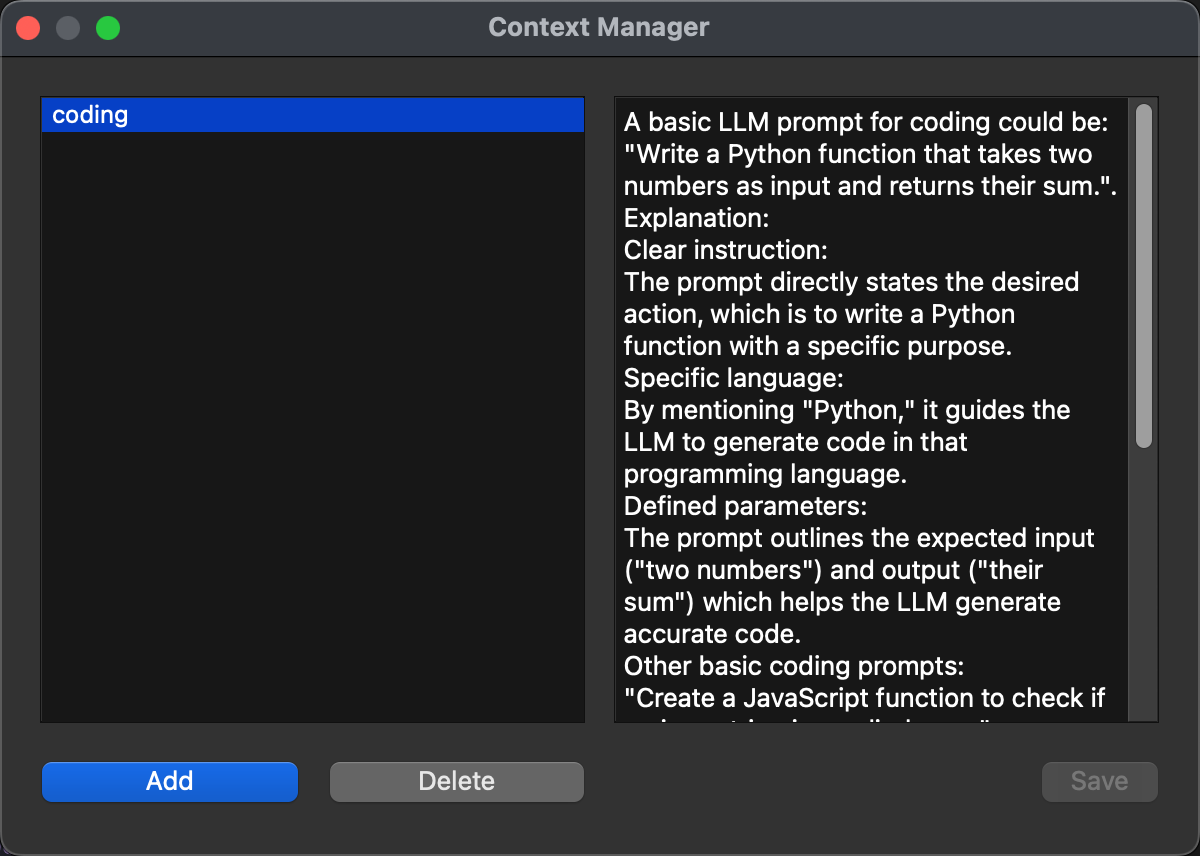 Context Manager
coding
A basic LLM prompt for coding could be:
"Write a Python function that takes two
numbers as input and returns their sum.".
Explanation:
Clear instruction:
The prompt directly states the desired
action, which is to write a Python
function with a specific purpose.
Specific language:
By mentioning "Python," it guides the
LLM to generate code in that
programming language.
Defined parameters:
The prompt outlines the expected input
("two numbers") and output ("their
sum") which helps the LLM generate
accurate code.
Other basic coding prompts:
"Create a JavaScript function to check if
Add
Delete
Save